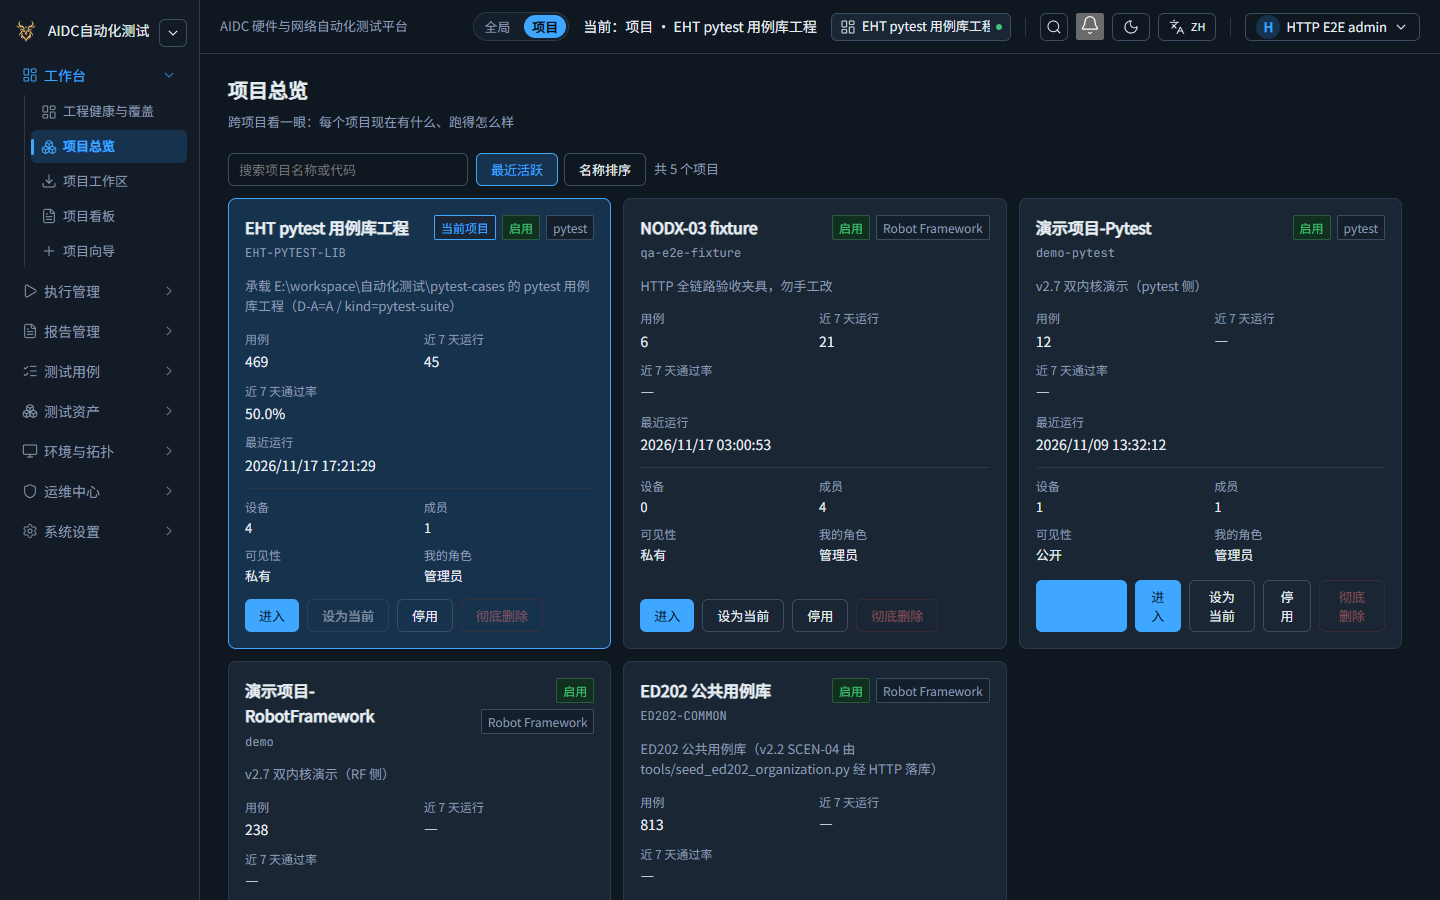 AIDC自动化测试
AIDC 硬件与网络自动化测试平台
全局
项目
当前：项目 · EHT pytest 用例库工程
EHT pytest 用例库工程
ZH
H
HTTP E2E admin
工作台
工程健康与覆盖
项目总览
项目工作区
项目看板
项目向导
执行管理
报告管理
测试用例
测试资产
环境与拓扑
运维中心
系统设置
项目总览
跨项目看一眼：每个项目现在有什么、跑得怎么样
搜索项目名称或代码
最近活跃
名称排序
共 5 个项目
EHT pytest 用例库工程
当前项目
启用
pytest
EHT-PYTEST-LIB
承载 E:\workspace\自动化测试\pytest-cases 的 pytest 用例
库工程（D-A=A / kind=pytest-suite）
用例
近 7 天运行
469
45
近 7 天通过率
50.0%
最近运行
2026/11/17 17:21:29
设备
成员
4
1
可见性
我的角色
私有
管理员
进入
设为当前
停用
彻底删除
NODX-03 fixture
启用
Robot Framework
qa-e2e-fixture
HTTP 全链路验收夹具，勿手工改
用例
近 7 天运行
6
21
近 7 天通过率
—
最近运行
2026/11/17 03:00:53
设备
成员
0
4
可见性
我的角色
私有
管理员
进入
设为当前
停用
彻底删除
演示项目-Pytest
启用
pytest
demo-pytest
v2.7 双内核演示（pytest 侧）
用例
近 7 天运行
12
—
近 7 天通过率
—
最近运行
2026/11/09 13:32:12
设备
成员
1
1
可见性
我的角色
公开
管理员
进
入
设为
当前
停
用
彻底
删除
演示项目-
RobotFramework
启用
Robot Framework
demo
v2.7 双内核演示（RF 侧）
用例
近 7 天运行
238
—
近 7 天通过率
—
ED202 公共用例库
启用
Robot Framework
ED202-COMMON
ED202 公共用例库（v2.2 SCEN-04 由
tools/seed_ed202_organization.py 经 HTTP 落库）
用例
近 7 天运行
813
—
近 7 天通过率
—